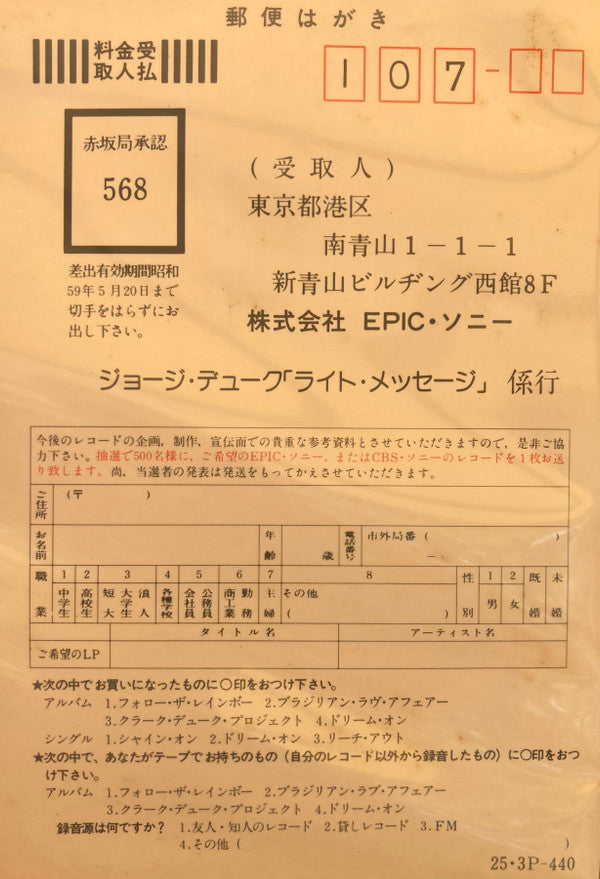 郵便はがき
料金受
取人払
107-
赤坂局承認
568
差出有効期間昭和
59年5月20日まで
切手をはらずにお
出し下さい。
(受取人)
東京都港区
南青山1-1-1
新青山ビルヂング西館8F
株式会社 EPIC・ソニー
ジョージ・デューク「ライト・メッセージ」 係行
今後のレコードの企画,制作,宣伝面での貴重な参考資料とさせていただきますので,是非ご協
力下さい。抽選で500名様に,ご希望のEPIC・ソニー,またはCBS・ソニーのレコードを1枚お送
り致します。尚,当選者の発表は発送をもってかえさせていただきます。
ご住所 (〒 )
お名前 年齢 歳 電話番号 市外局番( ) -
職業 1 中学生 2 高校生 3 短大 大学生 浪人 4 各種学校 5 会社員 公務員 6 商工業 勤務 7 主婦 8 その他 ( ) 性別 1 男 2 女 既婚 未婚
タイトル名 アーティスト名
ご希望のLP
★次の中でお買いになったものに○印をおつけ下さい。
アルバム 1.フォロー・ザ・レインボー 2.ブラジリアン・ラヴ・アフェアー
3.クラーク・デューク・プロジェクト 4.ドリーム・オン
シングル 1.シャイン・オン 2.ドリーム・オン 3.リーチ・アウト
★次の中で、あなたがテープでお持ちのもの(自分のレコード以外から録音したもの)に○印をおつ
け下さい。
アルバム 1.フォロー・ザ・レインボー 2.ブラジリアン・ラブ・アフェアー
3.クラーク・デューク・プロジェクト 4.ドリーム・オン
録音源は何ですか? 1.友人・知人のレコード 2.貸しレコード 3.FM
4.その他( )
25・3P-440